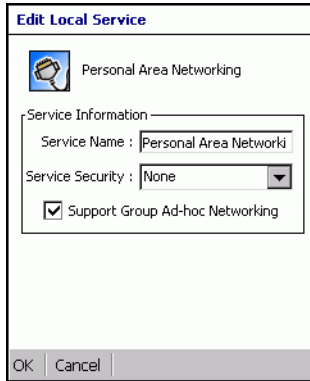 Edit Local Service
Personal Area Networking
Service Information
Service Name : Personal Area Networki
Service Security : None
Support Group Ad-hoc Networking
OK Cancel